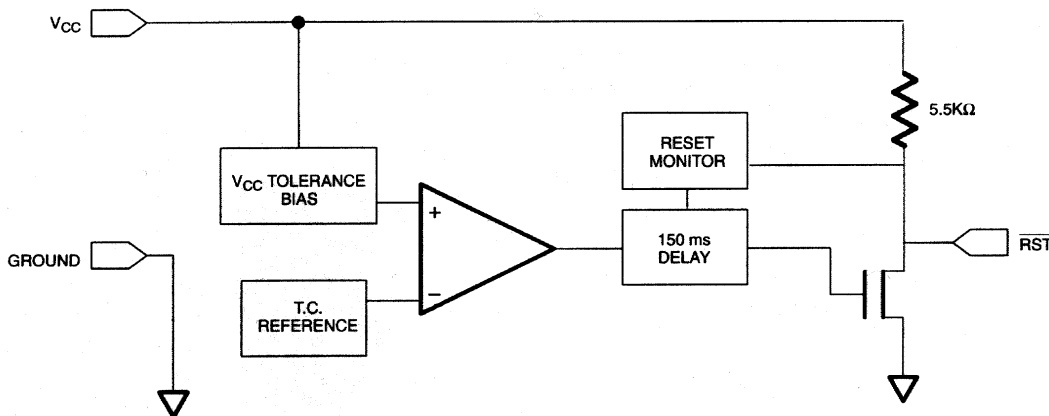 VCC
5.5KΩ
RESET
MONITOR
VCC TOLERANCE
BIAS
+
150 ms
DELAY
RST
GROUND
T.C.
REFERENCE
−